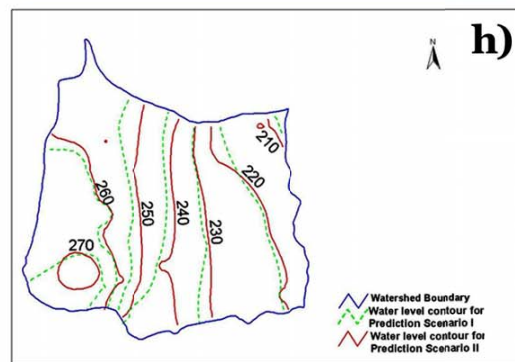 h)
N
210
220
260
250
240
230
270
Watershed Boundary
Water level contour for
Prediction Scenario I
Water level contour for
Prediction Scenario II